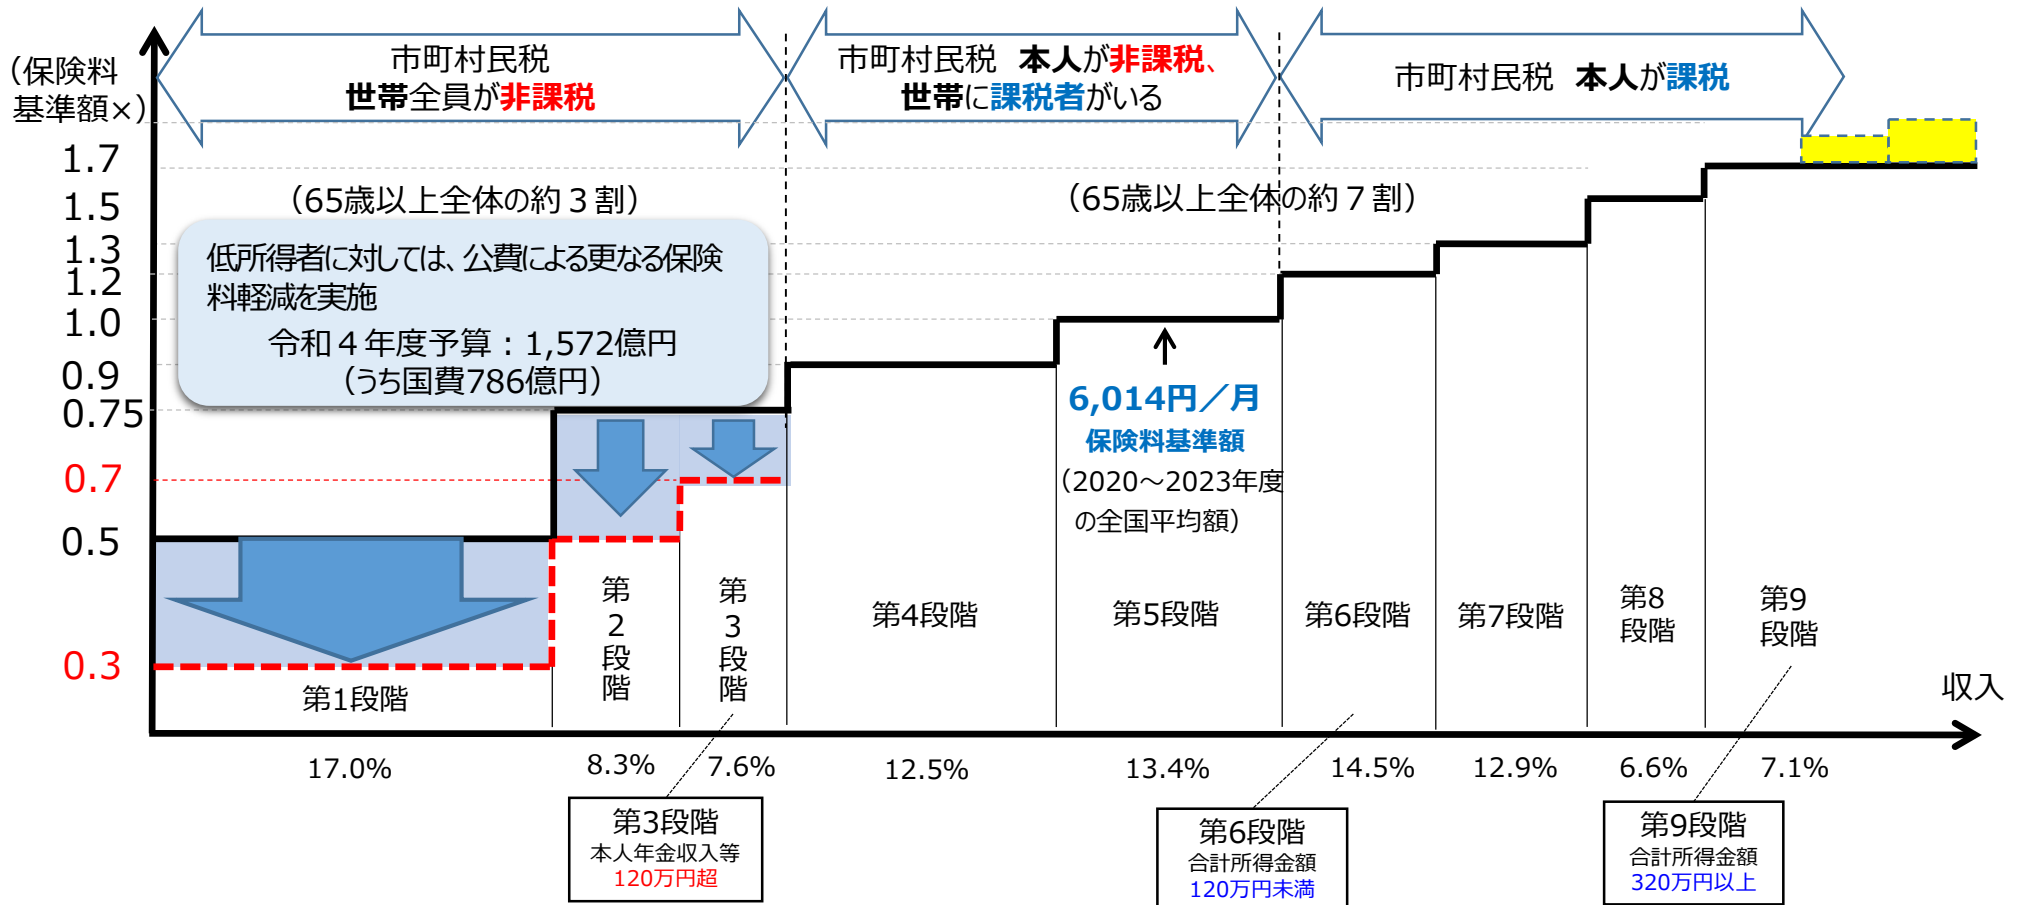 市町村民税
世帯全員が非課税
市町村民税 本人が非課税、
世帯に課税者がいる
市町村民税 本人が課税
（保険料
基準額×）
1.7
1.5
1.3
1.2
1.0
0.9
0.75
0.7
0.5
0.3
（65歳以上全体の約３割）
（65歳以上全体の約７割）
低所得者に対しては、公費による更なる保険
料軽減を実施
令和４年度予算：1,572億円
（うち国費786億円）
6,014円／月
保険料基準額
（2020～2023年度
の全国平均額）
第1段階
第２段階
第３段階
第4段階
第5段階
第6段階
第7段階
第8
段階
第9
段階
収入
17.0%
8.3%
7.6%
12.5%
13.4%
14.5%
12.9%
6.6%
7.1%
第3段階
本人年金収入等
120万円超
第6段階
合計所得金額
120万円未満
第9段階
合計所得金額
320万円以上